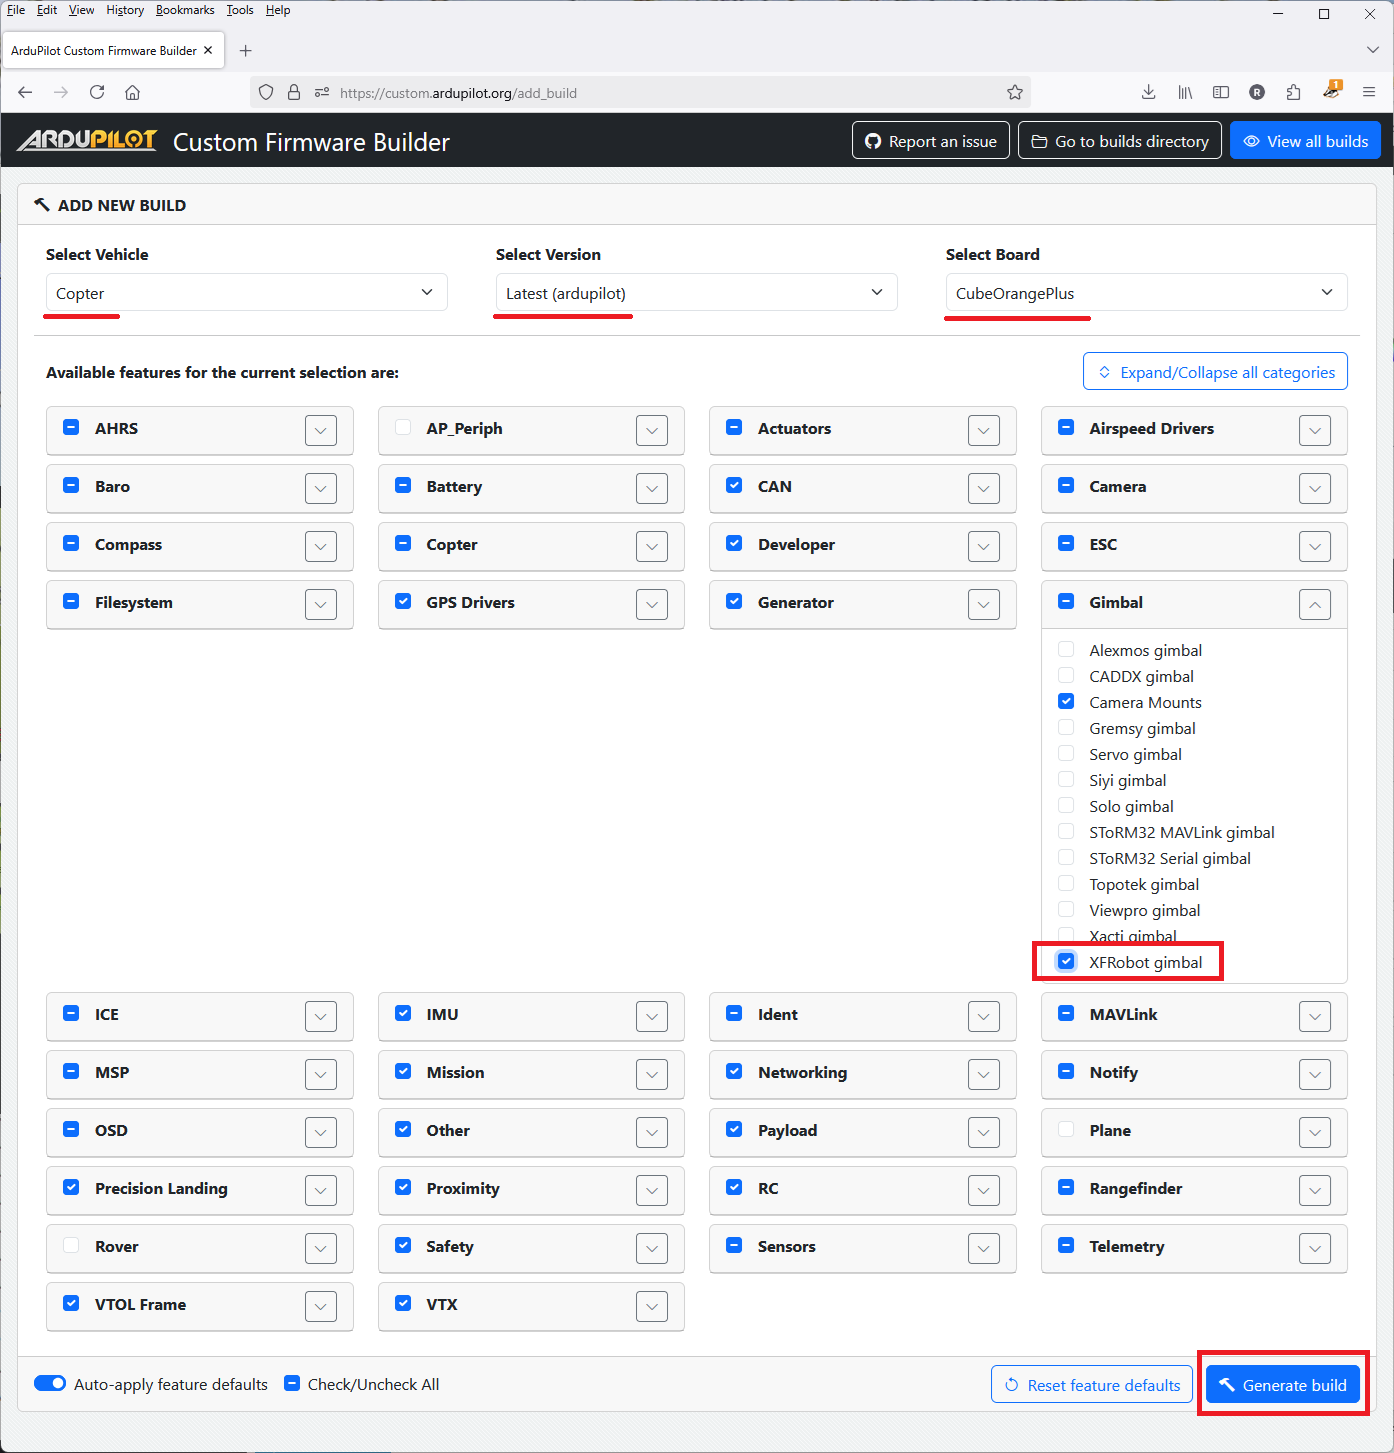 File Edit View History Bookmarks Tools Help
ArduPilot Custom Firmware Builder
https://custom.ardupilot.org/add_build
R
1
ARDUPILOT Custom Firmware Builder
Report an issue
Go to builds directory
View all builds
ADD NEW BUILD
Select Vehicle Select Version Select Board
Copter Latest (ardupilot) CubeOrangePlus
Available features for the current selection are:
Expand/Collapse all categories
AHRS AP_Periph Actuators Airspeed Drivers
Baro Battery CAN Camera
Compass Copter Developer ESC
Filesystem GPS Drivers Generator Gimbal
Alexmos gimbal
CADDX gimbal
Camera Mounts
Gremsy gimbal
Servo gimbal
Siyi gimbal
Solo gimbal
SToRM32 MAVLink gimbal
SToRM32 Serial gimbal
Topotek gimbal
Viewpro gimbal
Xacti gimbal
XFRobot gimbal
ICE IMU Ident MAVLink
MSP Mission Networking Notify
OSD Other Payload Plane
Precision Landing Proximity RC Rangefinder
Rover Safety Sensors Telemetry
VTOL Frame VTX
Auto-apply feature defaults Check/Uncheck All Reset feature defaults Generate build